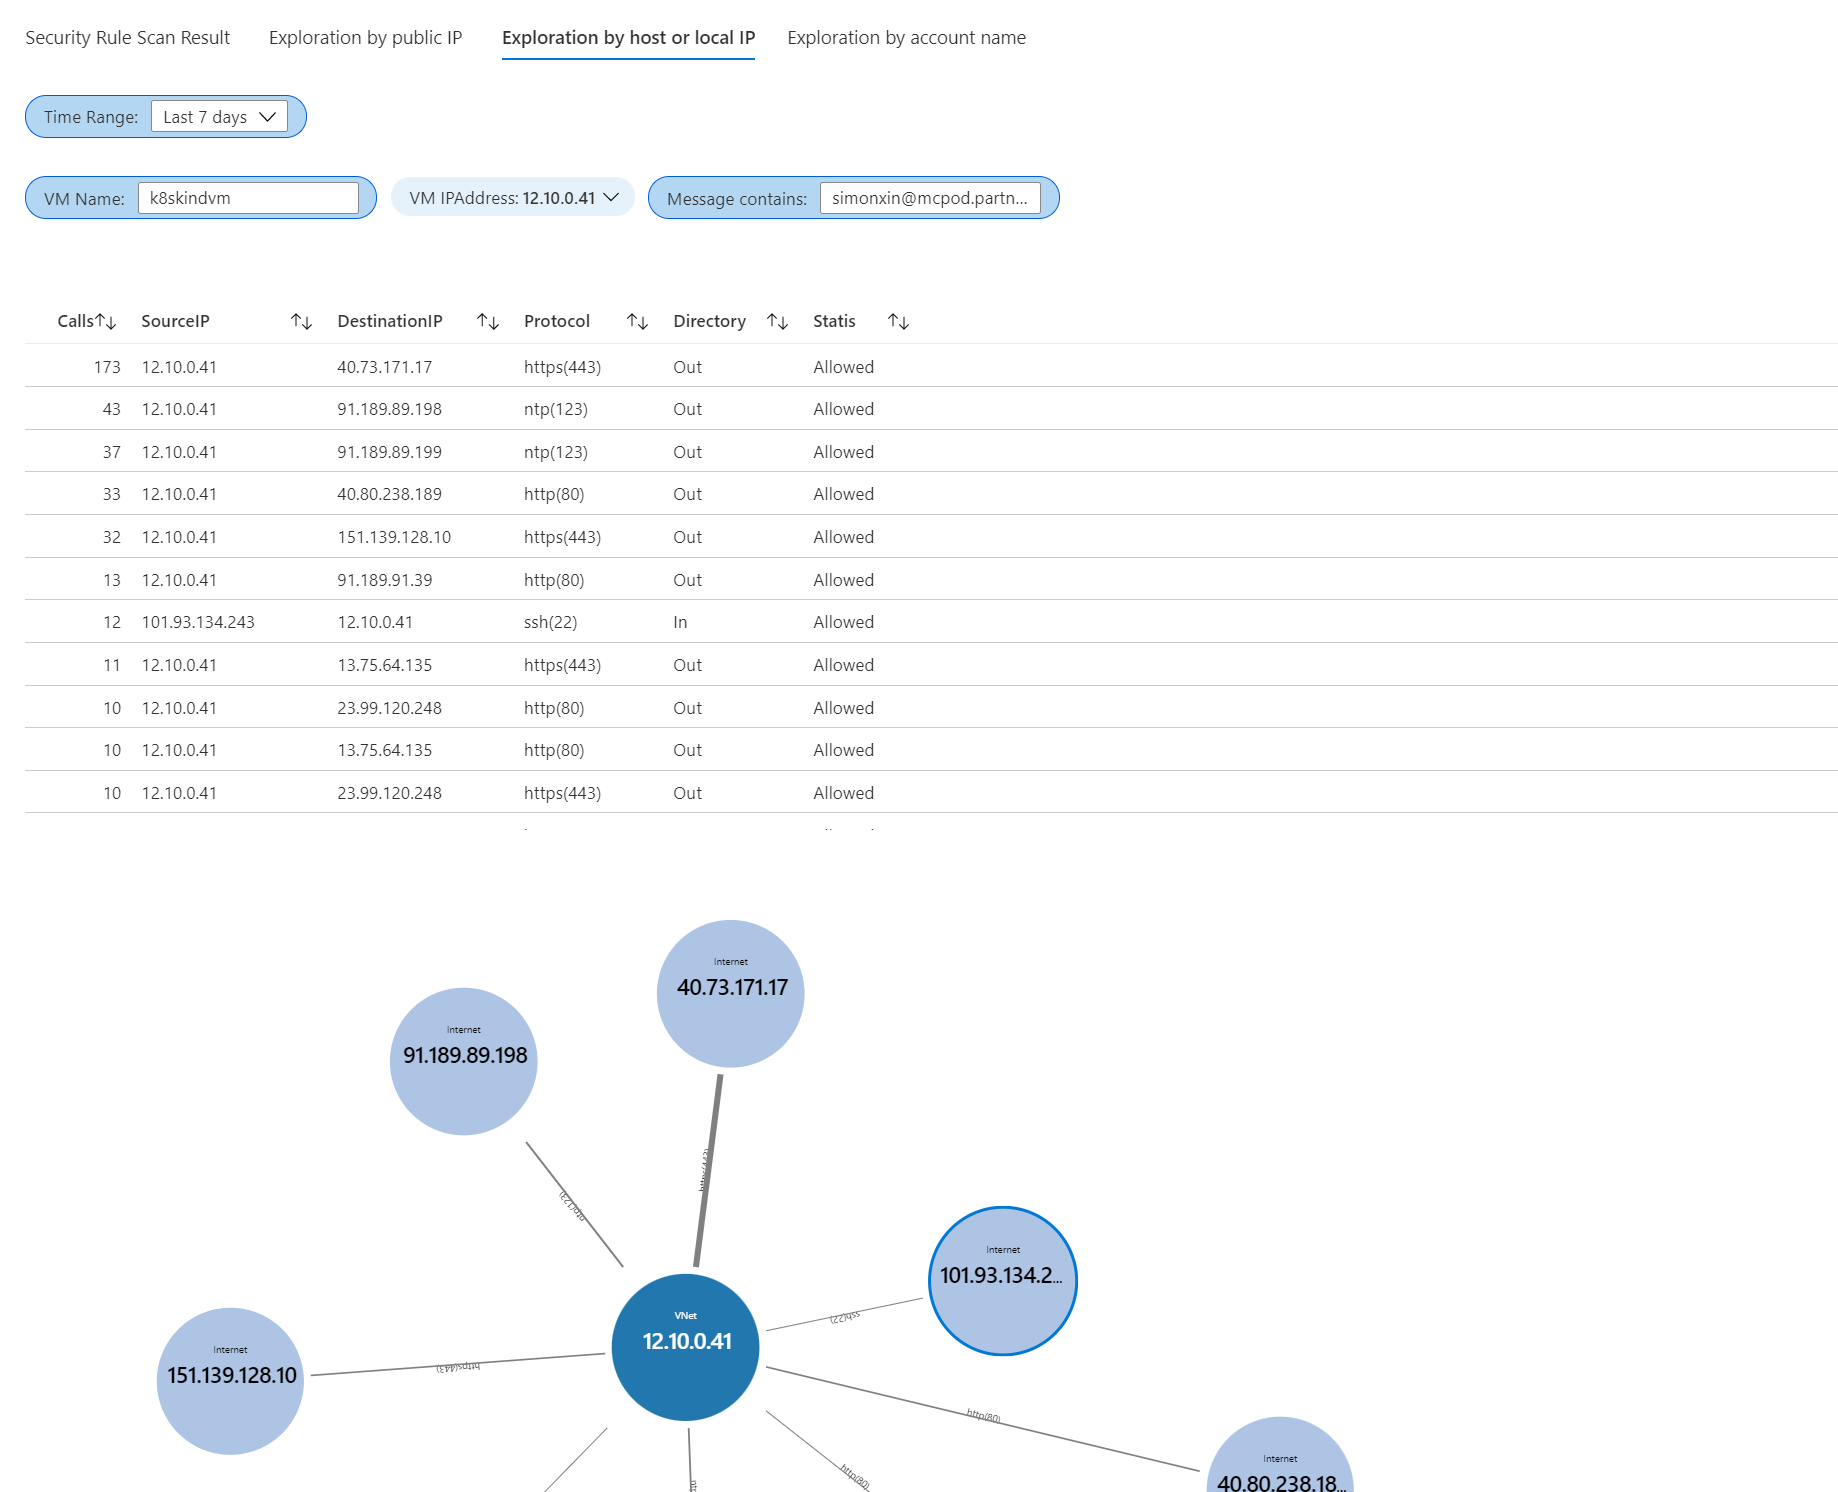 Security Rule Scan Result Exploration by public IP Exploration by host or local IP Exploration by account name
Time Range: Last 7 days
VM Name: k8skindvm VM IPAddress: 12.10.0.41 Message contains: simonxin@mcpod.partn...
Calls SourceIP DestinationIP Protocol Directory Statis
173 12.10.0.41 40.73.171.17 https(443) Out Allowed
43 12.10.0.41 91.189.89.198 ntp(123) Out Allowed
37 12.10.0.41 91.189.89.199 ntp(123) Out Allowed
33 12.10.0.41 40.80.238.189 http(80) Out Allowed
32 12.10.0.41 151.139.128.10 https(443) Out Allowed
13 12.10.0.41 91.189.91.39 http(80) Out Allowed
12 101.93.134.243 12.10.0.41 ssh(22) In Allowed
11 12.10.0.41 13.75.64.135 https(443) Out Allowed
10 12.10.0.41 23.99.120.248 http(80) Out Allowed
10 12.10.0.41 13.75.64.135 http(80) Out Allowed
10 12.10.0.41 23.99.120.248 https(443) Out Allowed
Internet
40.73.171.17
Internet
91.189.89.198
https(443)
ntp(123)
Internet
101.93.134.2...
ssh(22)
VNet
12.10.0.41
Internet
151.139.128.10
https(443)
http(80)
Internet
40.80.238.18...
http(80)